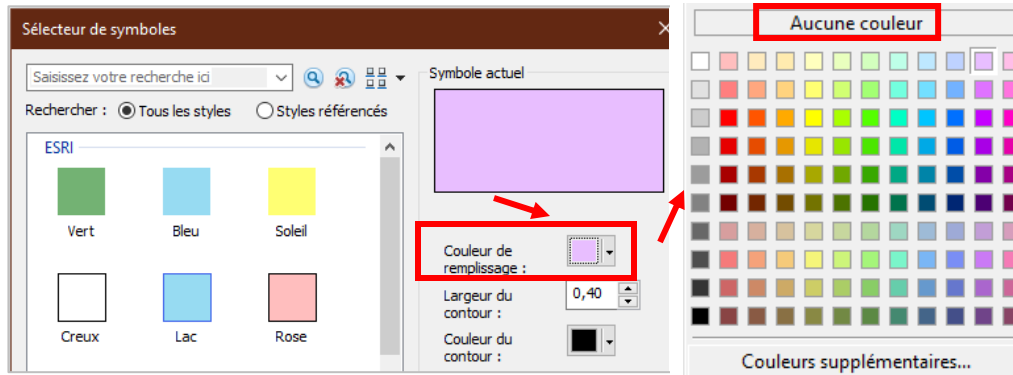 Sélecteur de symboles
Saisissez votre recherche ici
Rechercher : Tous les styles Styles référencés
ESRI
Vert Bleu Soleil
Creux Lac Rose
Symbole actuel
Couleur de
remplissage :
Largeur du
contour :
0,40
Couleur du
contour :
Aucune couleur
Couleurs supplémentaires...